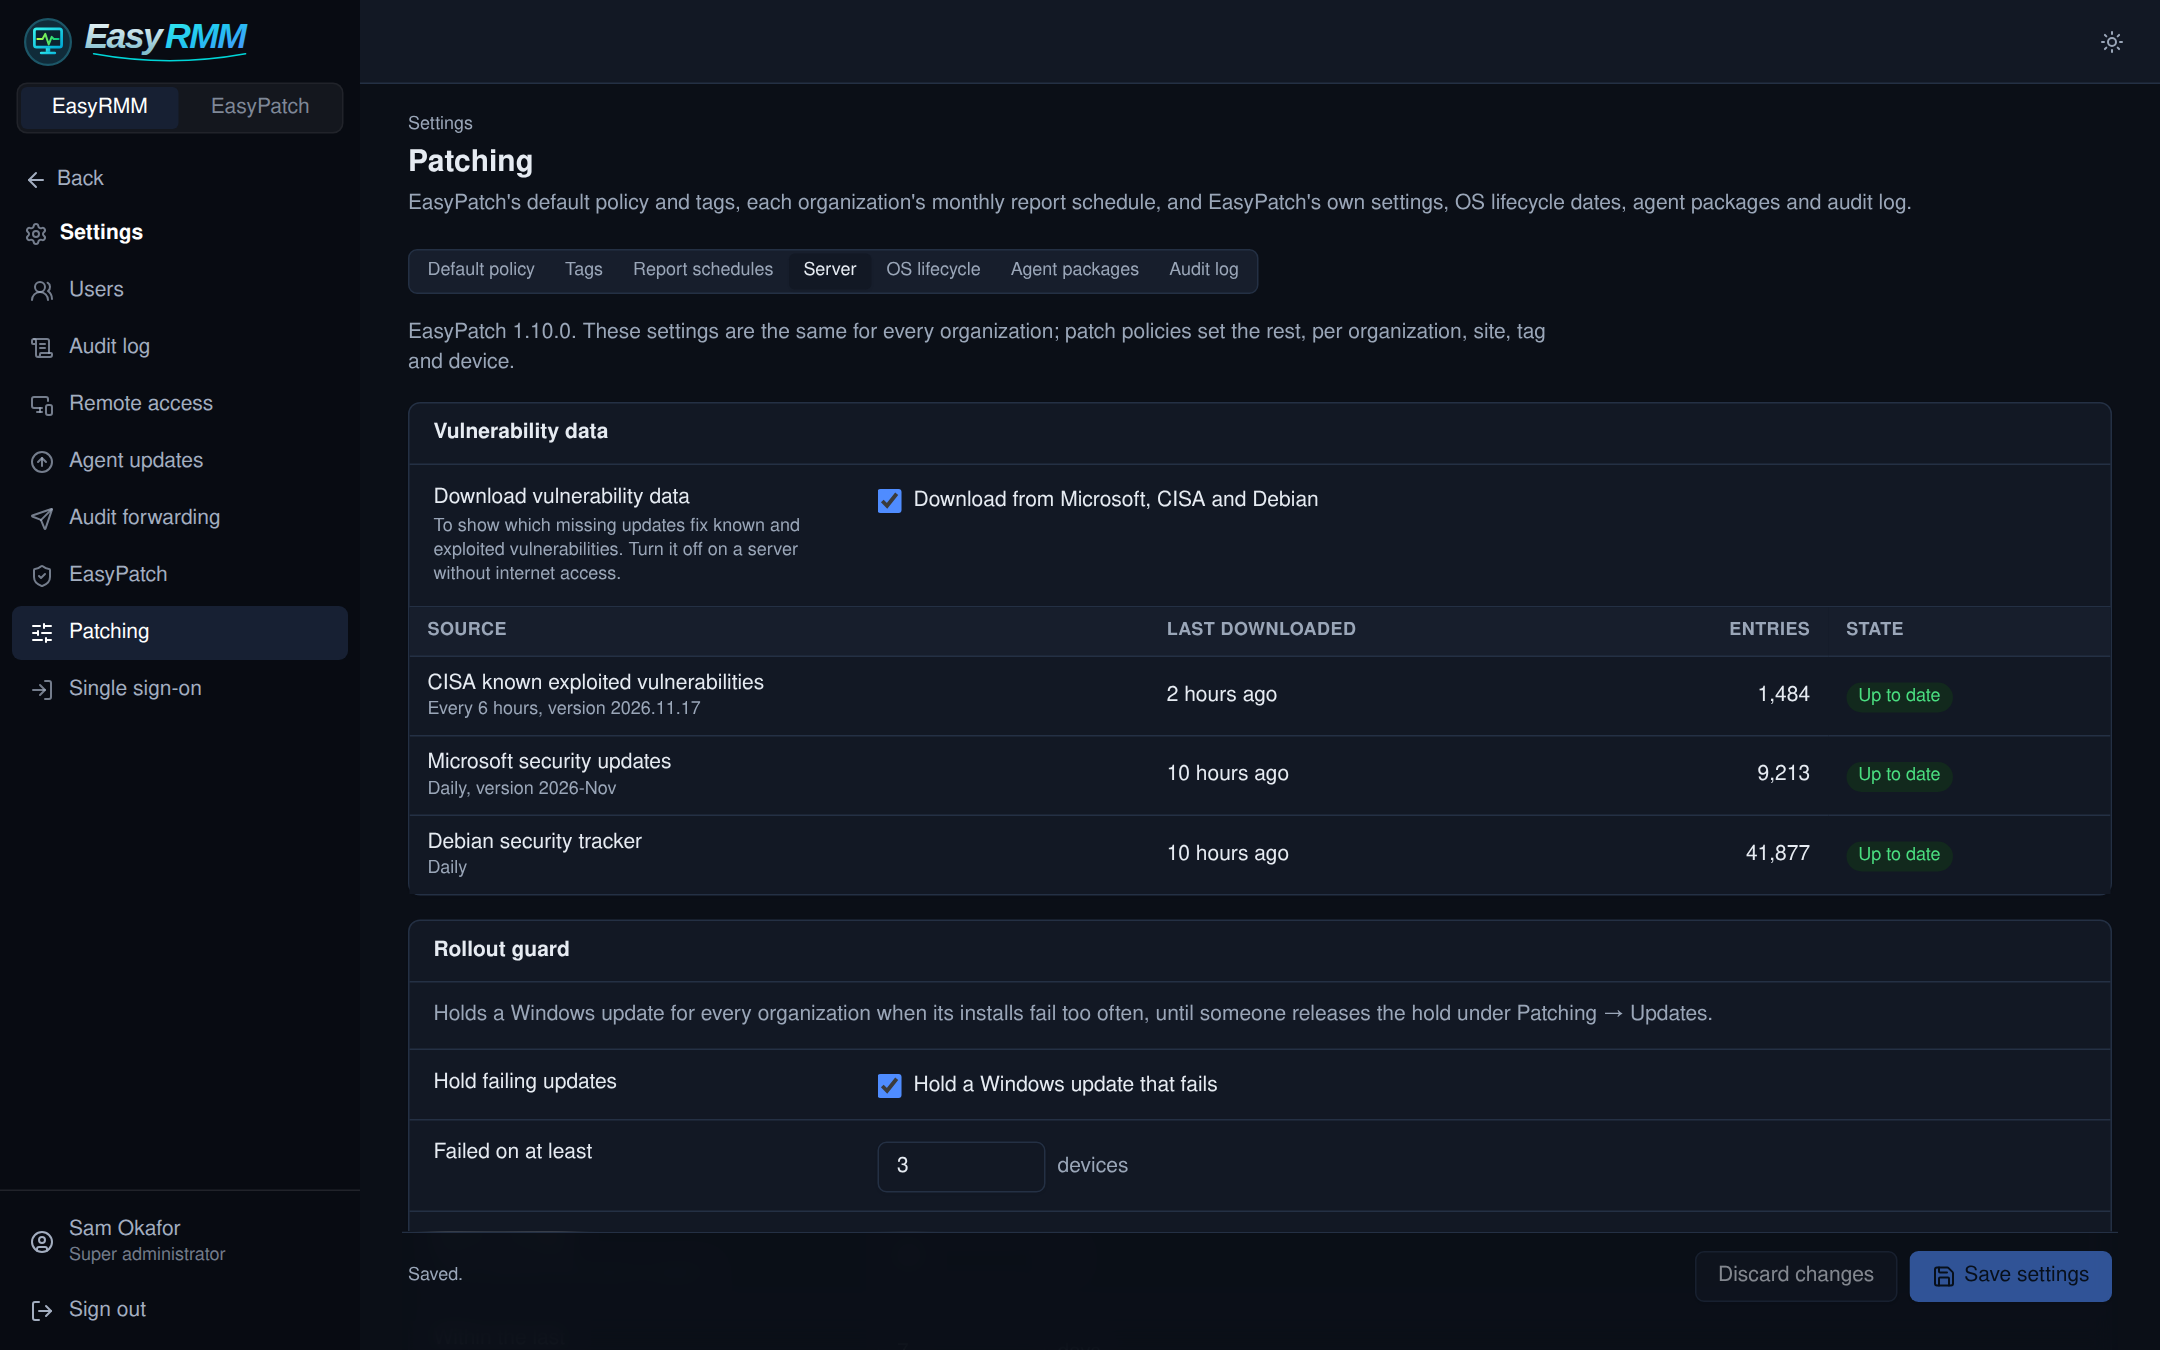 EasyRMM
EasyRMM
EasyPatch
Back
Settings
Users
Audit log
Remote access
Agent updates
Audit forwarding
EasyPatch
Patching
Single sign-on
Sam Okafor
Super administrator
Sign out
Settings
Patching
EasyPatch's default policy and tags, each organization's monthly report schedule, and EasyPatch's own settings, OS lifecycle dates, agent packages and audit log.
Default policy
Tags
Report schedules
Server
OS lifecycle
Agent packages
Audit log
EasyPatch 1.10.0. These settings are the same for every organization; patch policies set the rest, per organization, site, tag
and device.
Vulnerability data
Download vulnerability data
To show which missing updates fix known and
exploited vulnerabilities. Turn it off on a server
without internet access.
Download from Microsoft, CISA and Debian
SOURCE
LAST DOWNLOADED
ENTRIES
STATE
CISA known exploited vulnerabilities
Every 6 hours, version 2026.11.17
2 hours ago
1,484
Up to date
Microsoft security updates
Daily, version 2026-Nov
10 hours ago
9,213
Up to date
Debian security tracker
Daily
10 hours ago
41,877
Up to date
Rollout guard
Holds a Windows update for every organization when its installs fail too often, until someone releases the hold under Patching → Updates.
Hold failing updates
Hold a Windows update that fails
Failed on at least
3
devices
Saved.
Discard changes
Save settings